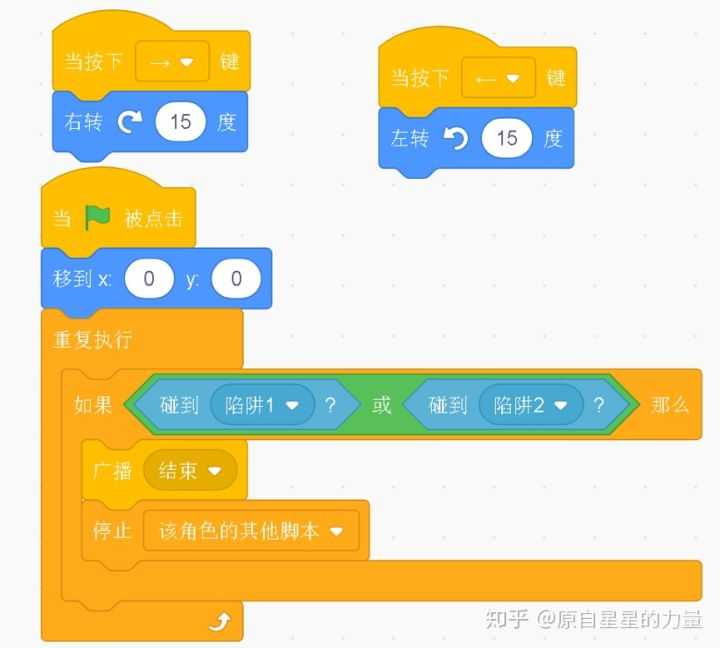 当按下 → 键
右转 15 度
当按下 ← 键
左转 15 度
当 被点击
移到 x: 0 y: 0
重复执行
如果 碰到 陷阱1 ? 或 碰到 陷阱2 ? 那么
广播 结束
停止 该角色的其他脚本
知乎 @原自星星的力量